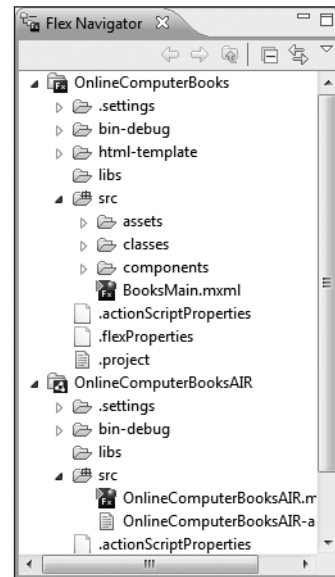 Flex Navigator
OnlineComputerBooks
.settings
bin-debug
html-template
libs
src
assets
classes
components
BooksMain.mxml
.actionScriptProperties
.flexProperties
.project
OnlineComputerBooksAIR
.settings
bin-debug
libs
src
OnlineComputerBooksAIR.m
OnlineComputerBooksAIR-a
.actionScriptProperties